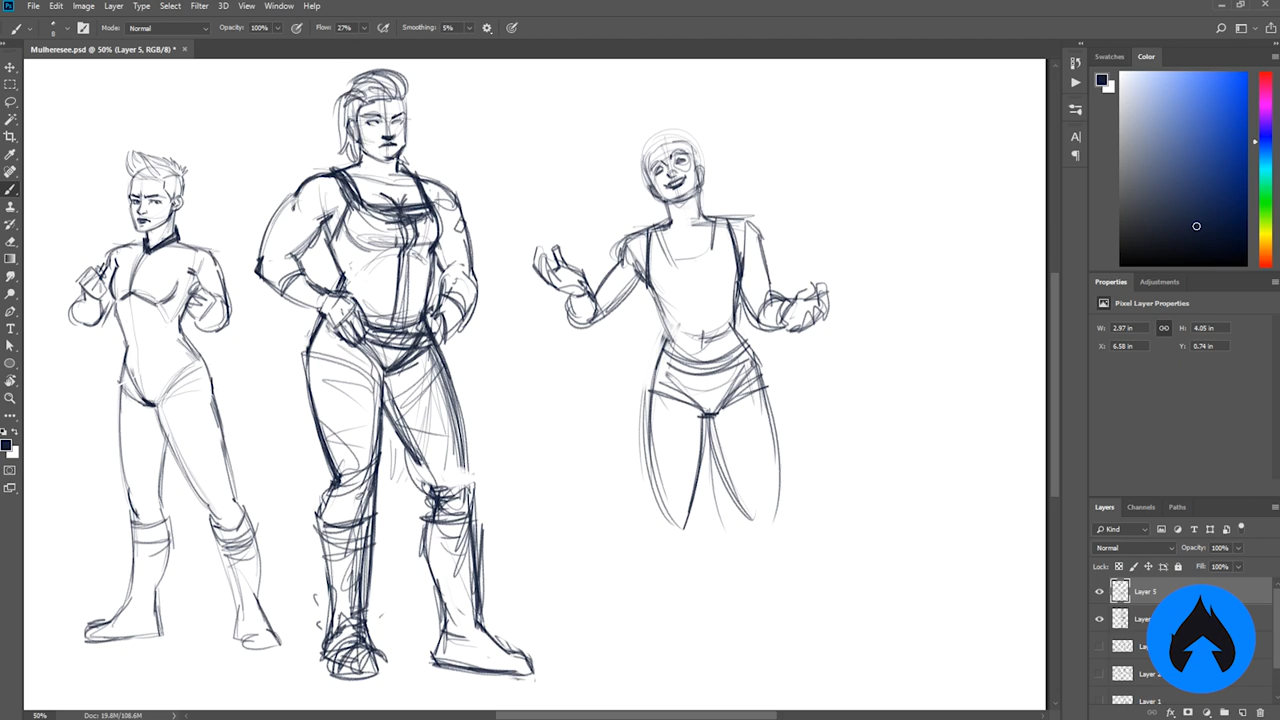 Ps File Edit Image Layer Type Select Filter 3D View Window Help
Mode: Normal Opacity: 100% Flow: 27% Smoothing: 5%
8
Mulheresee.psd @ 50% (Layer 5, RGB/8) * ×
Swatches Color
Properties Adjustments
Pixel Layer Properties
W: 2.97 in H: 4.05 in
X: 6.58 in Y: 0.74 in
Layers Channels Paths
Kind
Normal Opacity: 100%
Lock: Fill: 100%
Layer 5
Layer 1
50% Doc: 19.8M/108.6M